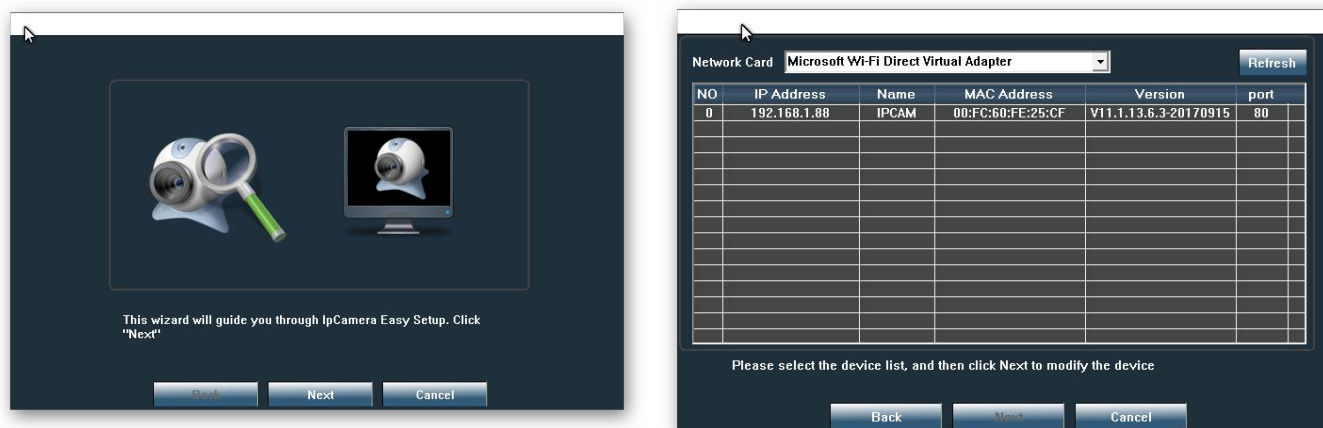 This wizard will guide you through IpCamera Easy Setup. Click
"Next"
Back Next Cancel
Network Card Microsoft Wi-Fi Direct Virtual Adapter Refresh
NO IP Address Name MAC Address Version port
0 192.168.1.88 IPCAM 00:FC:60:FE:25:CF V11.1.13.6.3-20170915 80
Please select the device list, and then click Next to modify the device
Back Next Cancel